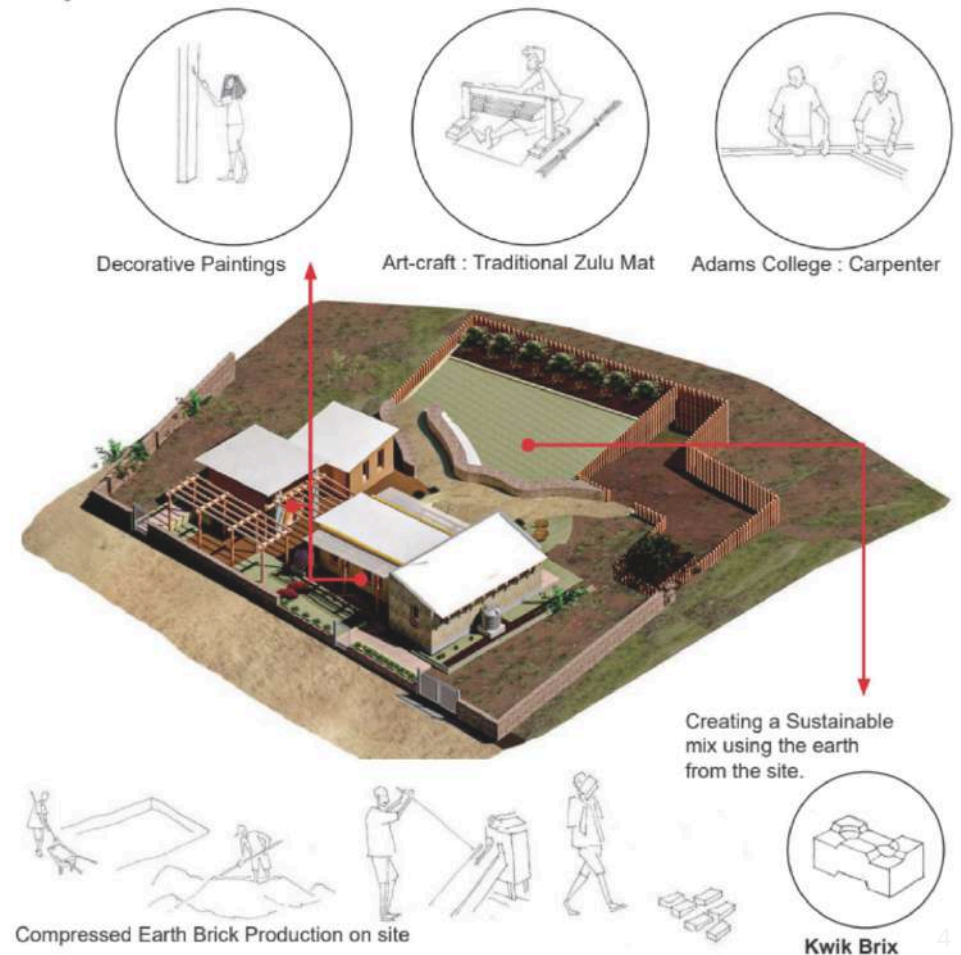 Decorative Paintings
Art-craft : Traditional Zulu Mat
Adams College : Carpenter
Creating a Sustainable
mix using the earth
from the site.
Compressed Earth Brick Production on site
Kwik Brix
4